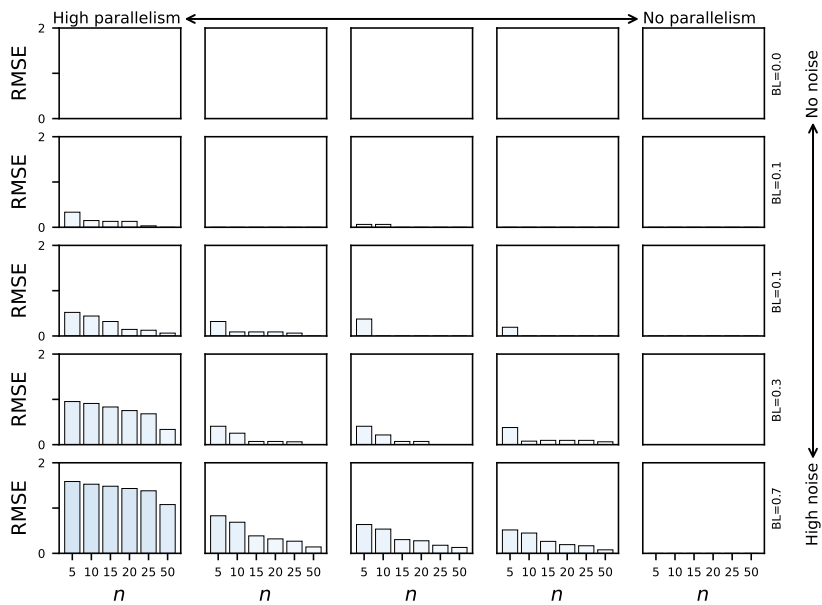 High parallelism No parallelism
2
RMSE
0
BL=0.0
No noise
2
RMSE
0
BL=0.1
2
RMSE
0
BL=0.1
2
RMSE
0
BL=0.3
2
RMSE
0
BL=0.7
High noise
5 10 15 20 25 50 5 10 15 20 25 50 5 10 15 20 25 50 5 10 15 20 25 50 5 10 15 20 25 50
n n n n n